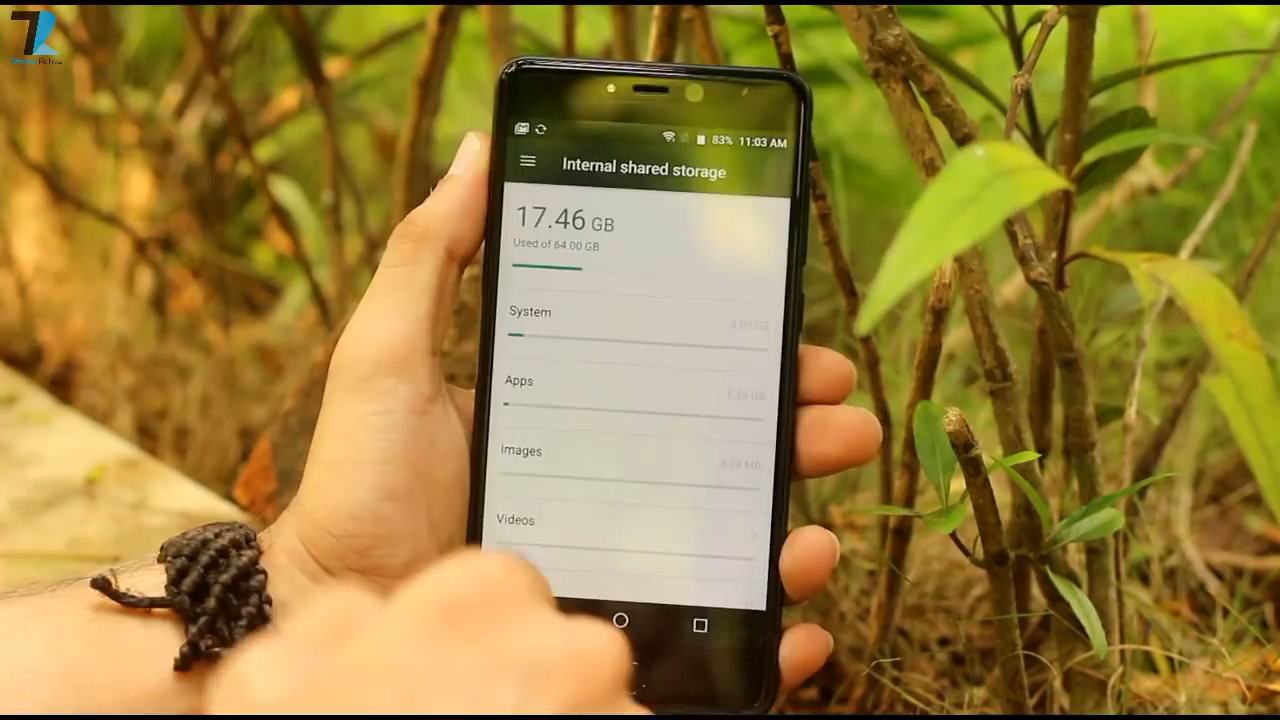 83% 11:03 AM
Internal shared storage
17.46 GB
Used of 64.00 GB
System
Apps
Images
Videos